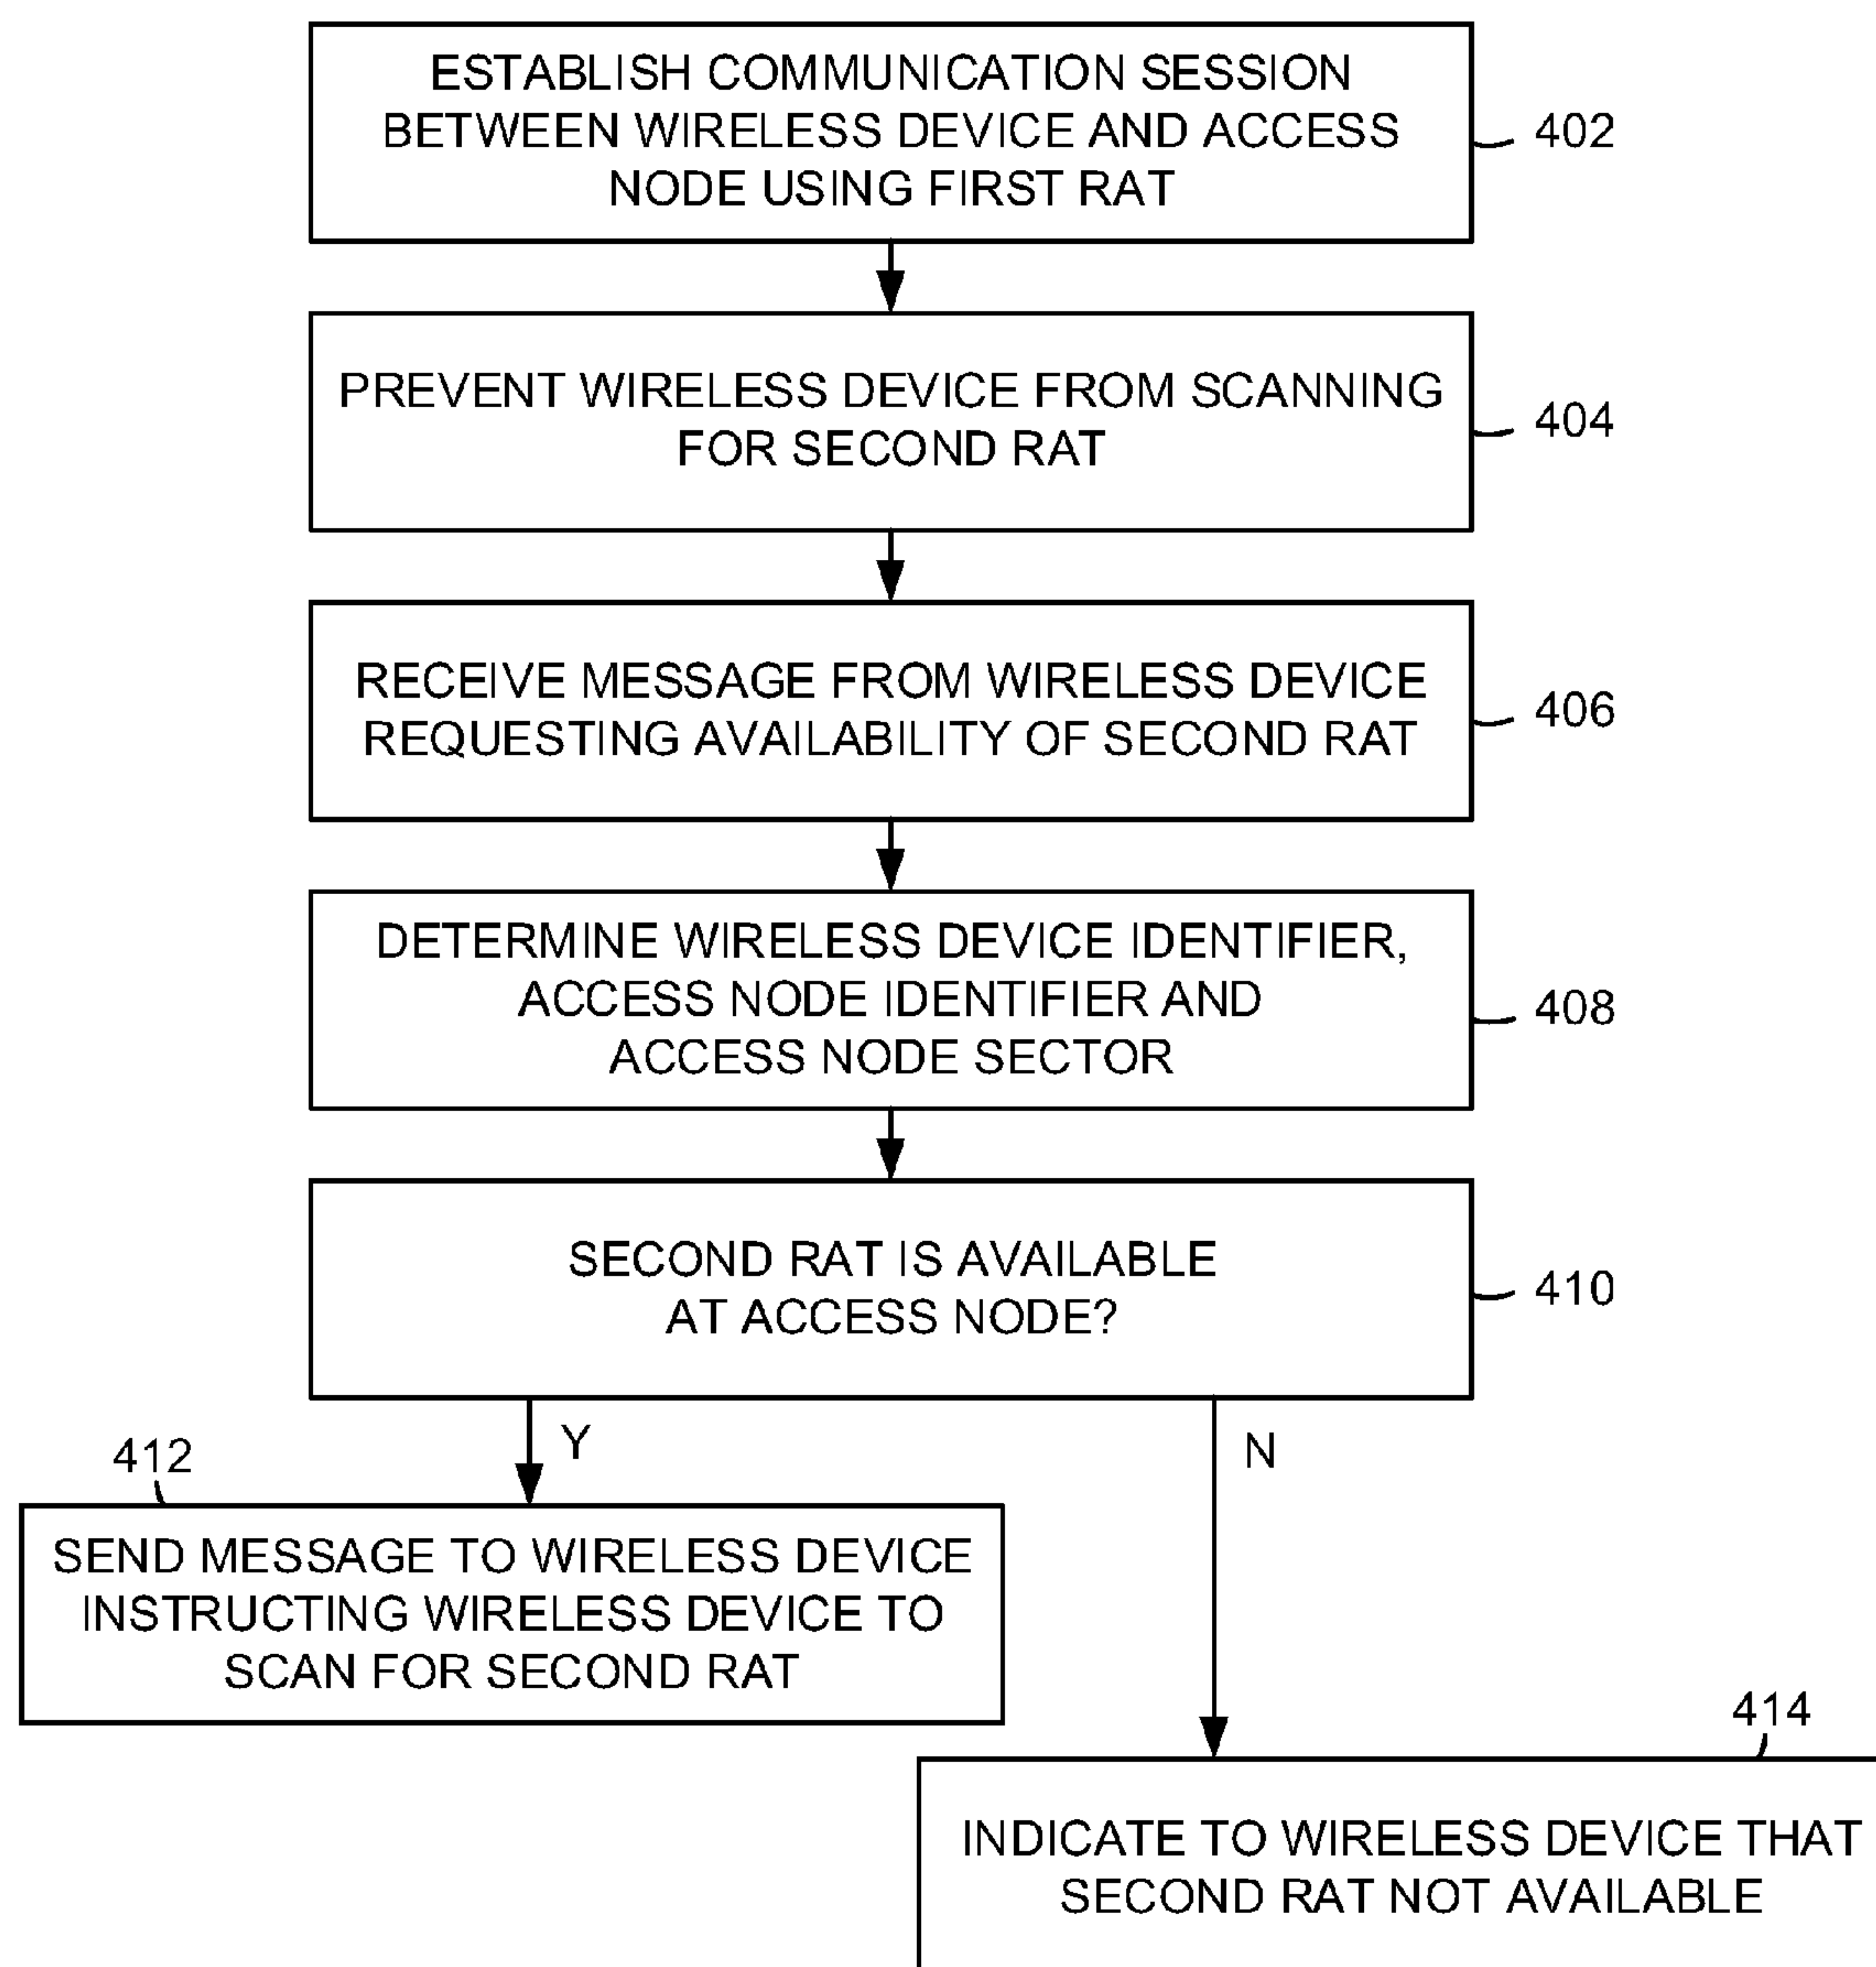 ESTABLISH COMMUNICATION SESSION
BETWEEN WIRELESS DEVICE AND ACCESS
NODE USING FIRST RAT
402
PREVENT WIRELESS DEVICE FROM SCANNING
FOR SECOND RAT
404
RECEIVE MESSAGE FROM WIRELESS DEVICE
REQUESTING AVAILABILITY OF SECOND RAT
406
DETERMINE WIRELESS DEVICE IDENTIFIER,
ACCESS NODE IDENTIFIER AND
ACCESS NODE SECTOR
408
SECOND RAT IS AVAILABLE
AT ACCESS NODE?
410
Y
N
412
SEND MESSAGE TO WIRELESS DEVICE
INSTRUCTING WIRELESS DEVICE TO
SCAN FOR SECOND RAT
414
INDICATE TO WIRELESS DEVICE THAT
SECOND RAT NOT AVAILABLE